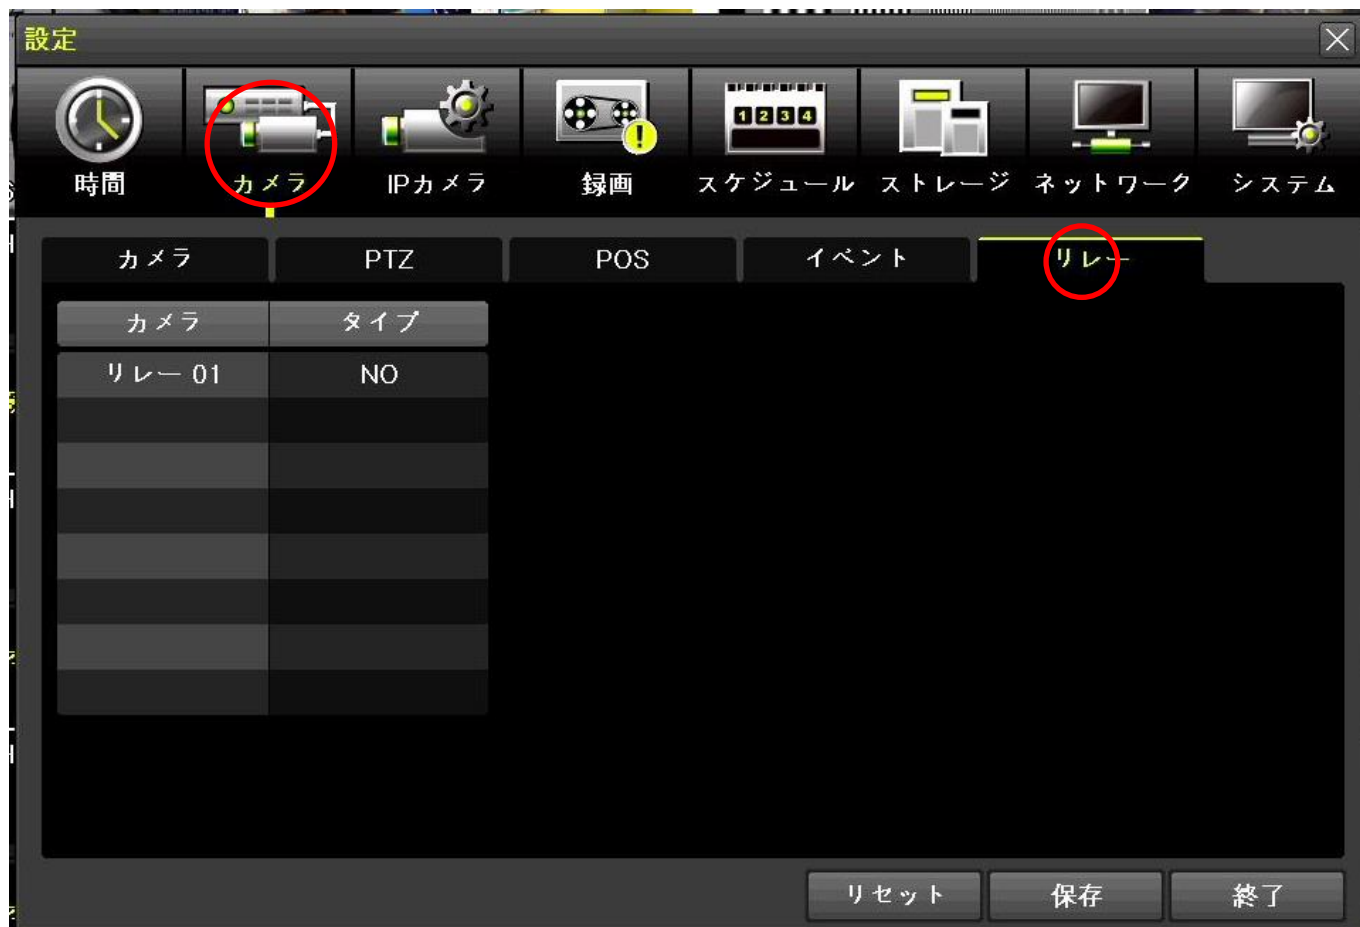 設定
時間 カメラ IPカメラ 録画 スケジュール ストレージ ネットワーク システム
カメラ PTZ POS イベント リレー
カメラ タイプ
リレー 01 NO
リセット 保存 終了